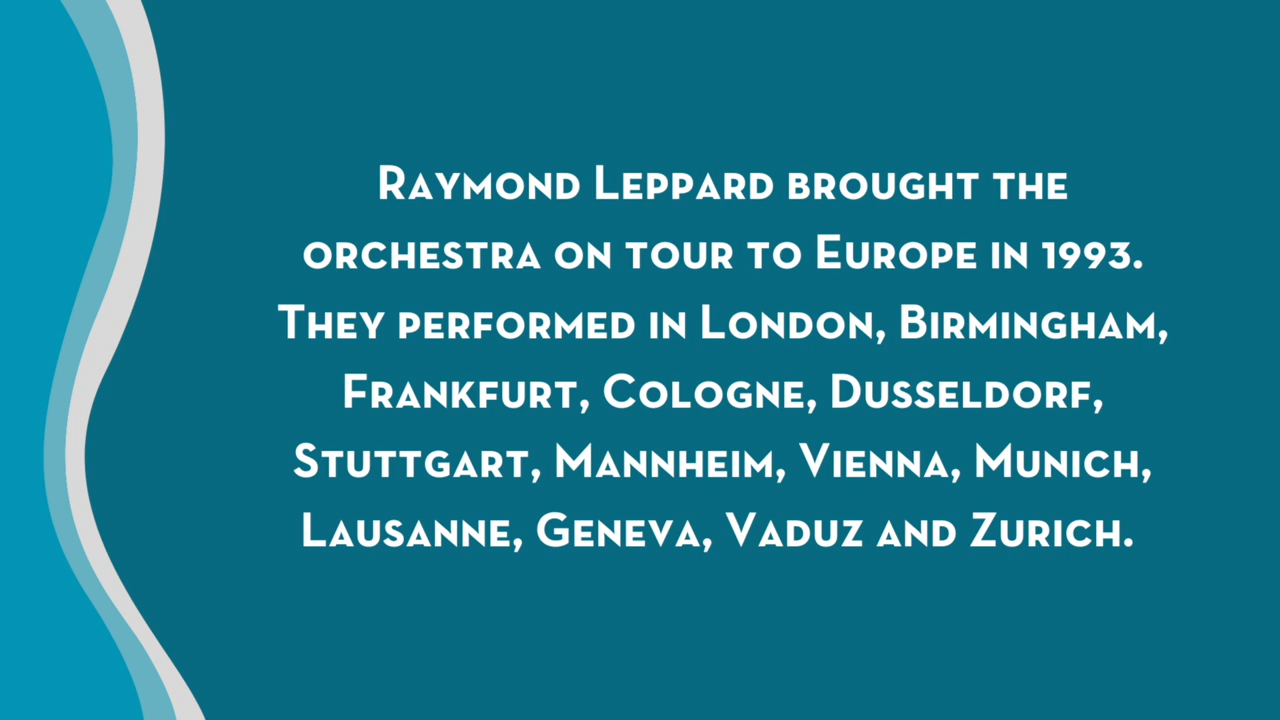 Raymond Leppard brought the
orchestra on tour to Europe in 1993.
They performed in London, Birmingham,
Frankfurt, Cologne, Dusseldorf,
Stuttgart, Mannheim, Vienna, Munich,
Lausanne, Geneva, Vaduz and Zurich.